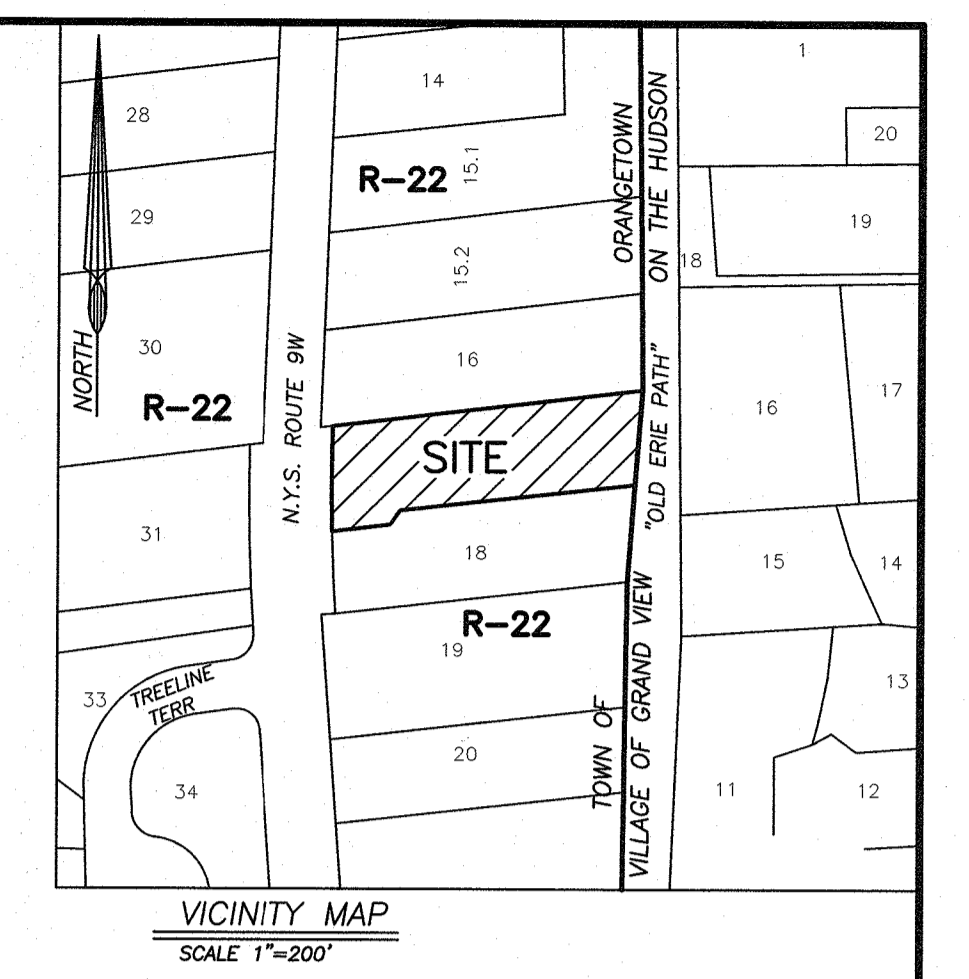 1
14
28
20
15.1
R-22
29
19
15.2
18
30
16
17
R-22
16
SITE
31
18
15
14
R-22
19
33
13
20
34
11
12
NORTH
N.Y.S. ROUTE 9W
TREELINE
TERR
TOWN OF ORANGETOWN
VILLAGE OF GRAND VIEW ON THE HUDSON
"OLD ERIE PATH"
VICINITY MAP
SCALE 1"=200'